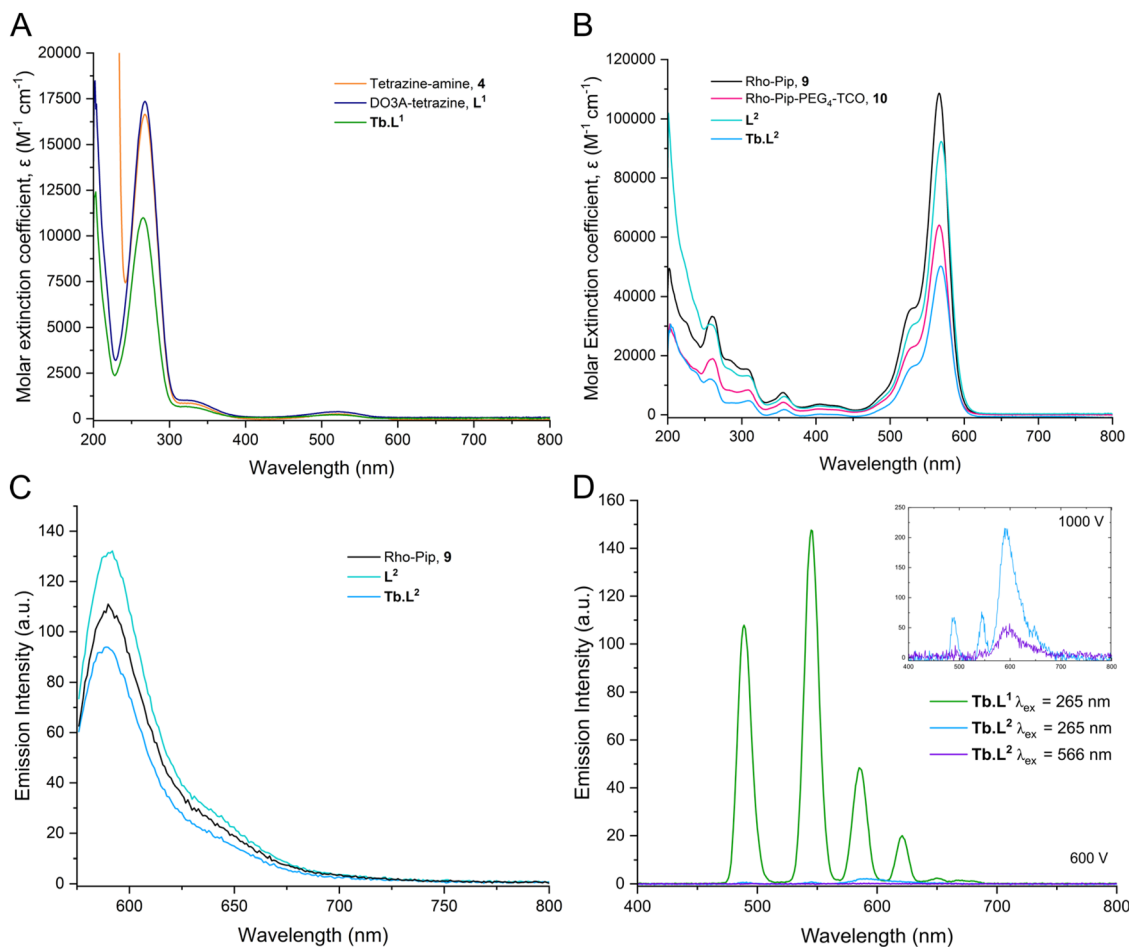 A
Molar extinction coefficient, ε (M⁻¹ cm⁻¹)
20000
17500
15000
12500
10000
7500
5000
2500
0
Tetrazine-amine, 4
DO3A-tetrazine, L¹
Tb.L¹
200 300 400 500 600 700 800
Wavelength (nm)
B
Molar Extinction coefficient, ε (M⁻¹ cm⁻¹)
120000
100000
80000
60000
40000
20000
0
Rho-Pip, 9
Rho-Pip-PEG₄-TCO, 10
L²
Tb.L²
200 300 400 500 600 700 800
Wavelength (nm)
C
Emission Intensity (a.u.)
140
120
100
80
60
40
20
0
Rho-Pip, 9
L²
Tb.L²
600 650 700 750 800
Wavelength (nm)
D
Emission Intensity (a.u.)
160
140
120
100
80
60
40
20
0
250
200
150
100
50
0
1000 V
400 500 600 700 800
Tb.L¹ λex = 265 nm
Tb.L² λex = 265 nm
Tb.L² λex = 566 nm
600 V
400 500 600 700 800
Wavelength (nm)